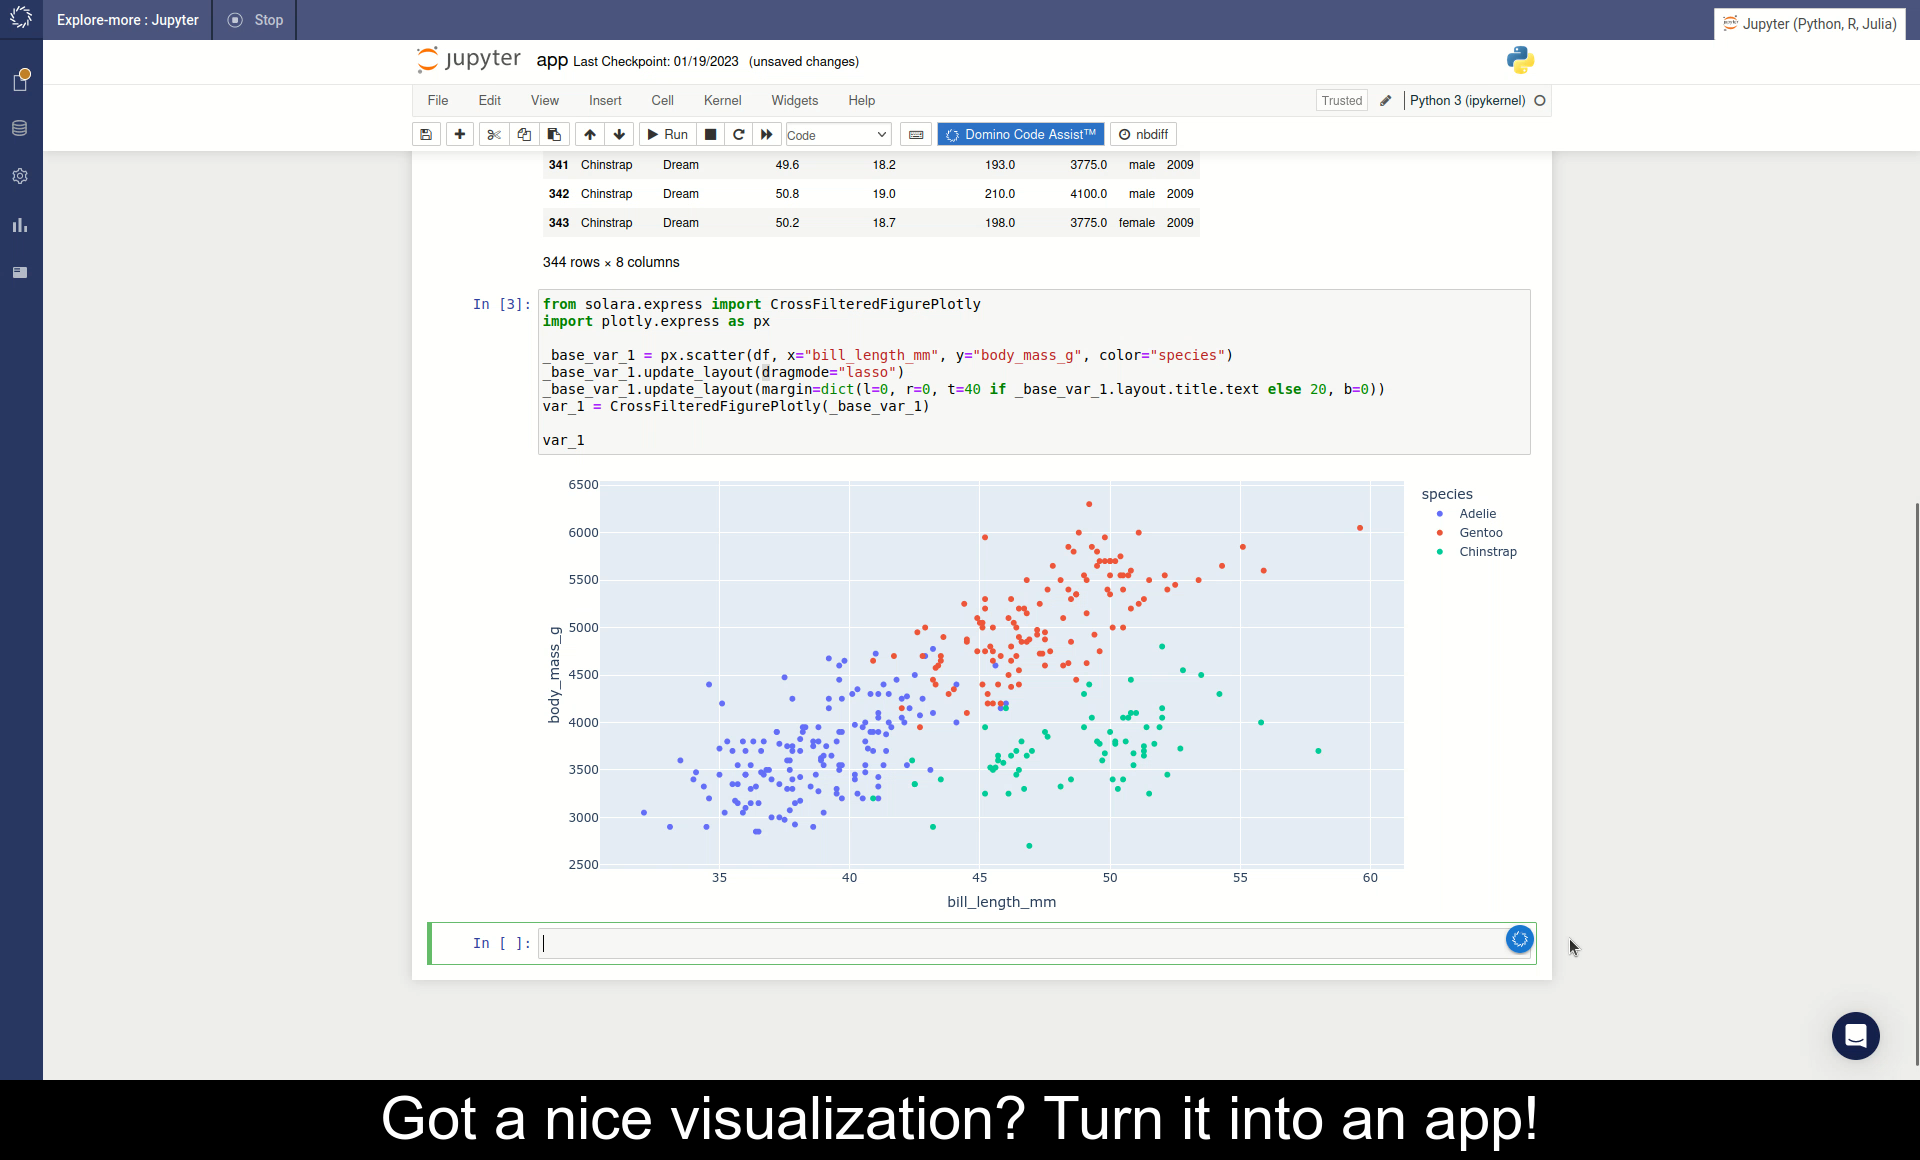 Explore-more : Jupyter
Stop
Jupyter (Python, R, Julia)
jupyter app Last Checkpoint: 01/19/2023 (unsaved changes)
File Edit View Insert Cell Kernel Widgets Help
Trusted Python 3 (ipykernel)
Run Code Domino Code Assist™ nbdiff
341 Chinstrap Dream 49.6 18.2 193.0 3775.0 male 2009
342 Chinstrap Dream 50.8 19.0 210.0 4100.0 male 2009
343 Chinstrap Dream 50.2 18.7 198.0 3775.0 female 2009
344 rows × 8 columns
In [3]:
from solara.express import CrossFilteredFigurePlotly
import plotly.express as px
_base_var_1 = px.scatter(df, x="bill_length_mm", y="body_mass_g", color="species")
_base_var_1.update_layout(dragmode="lasso")
_base_var_1.update_layout(margin=dict(l=0, r=0, t=40 if _base_var_1.layout.title.text else 20, b=0))
var_1 = CrossFilteredFigurePlotly(_base_var_1)
var_1
species
Adelie
Gentoo
Chinstrap
body_mass_g
6500
6000
5500
5000
4500
4000
3500
3000
2500
35 40 45 50 55 60
bill_length_mm
In [ ]:
Got a nice visualization? Turn it into an app!